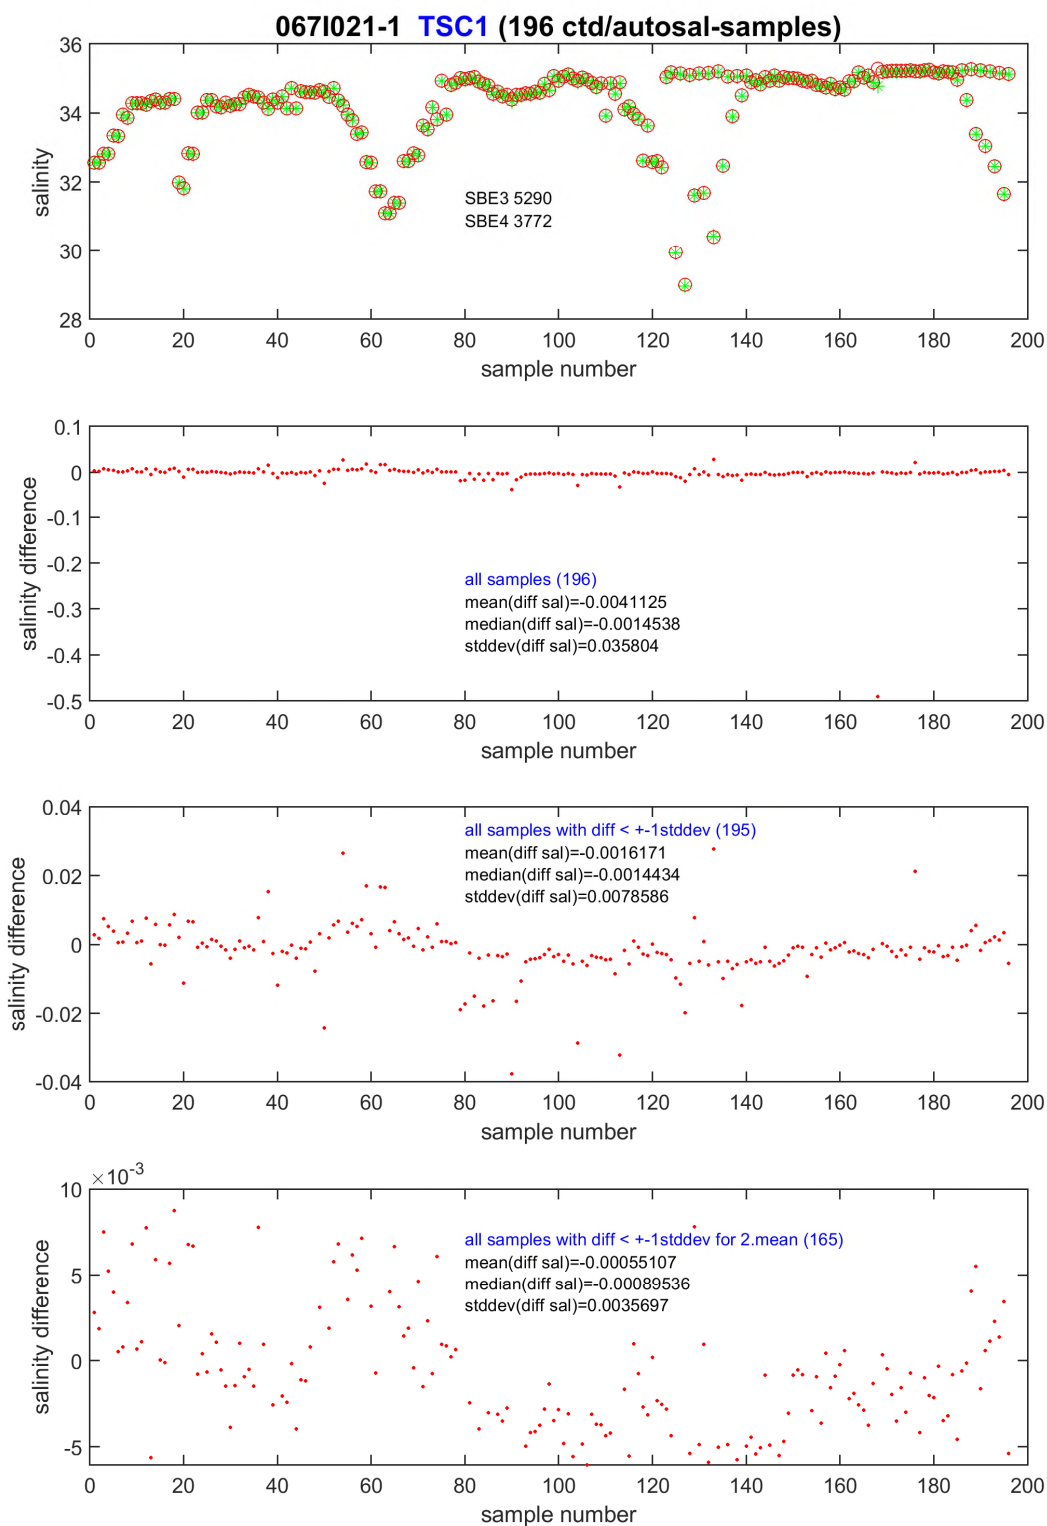 067I021-1 TSC1 (196 ctd/autosal-samples)
36
34
32
30
28
salinity
SBE3 5290
SBE4 3772
0 20 40 60 80 100 120 140 160 180 200
sample number
0.1
0
-0.1
-0.2
-0.3
-0.4
-0.5
salinity difference
all samples (196)
mean(diff sal)=-0.0041125
median(diff sal)=-0.0014538
stddev(diff sal)=0.035804
0 20 40 60 80 100 120 140 160 180 200
sample number
0.04
0.02
0
-0.02
-0.04
salinity difference
all samples with diff < +-1stddev (195)
mean(diff sal)=-0.0016171
median(diff sal)=-0.0014434
stddev(diff sal)=0.0078586
0 20 40 60 80 100 120 140 160 180 200
sample number
×10-3
10
5
0
-5
salinity difference
all samples with diff < +-1stddev for 2.mean (165)
mean(diff sal)=-0.00055107
median(diff sal)=-0.00089536
stddev(diff sal)=0.0035697
0 20 40 60 80 100 120 140 160 180 200
sample number